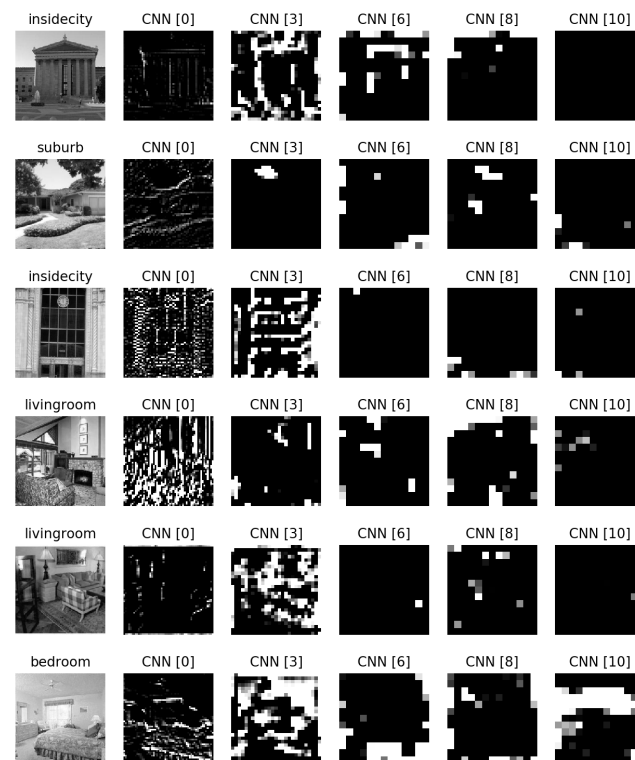 insidecity CNN [0] CNN [3] CNN [6] CNN [8] CNN [10]
suburb CNN [0] CNN [3] CNN [6] CNN [8] CNN [10]
insidecity CNN [0] CNN [3] CNN [6] CNN [8] CNN [10]
livingroom CNN [0] CNN [3] CNN [6] CNN [8] CNN [10]
livingroom CNN [0] CNN [3] CNN [6] CNN [8] CNN [10]
bedroom CNN [0] CNN [3] CNN [6] CNN [8] CNN [10]